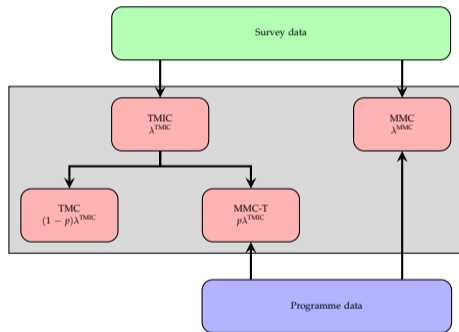 Survey data
TMIC
λ^TMIC
MMC
λ^MMC
TMC
(1 − p)λ^TMIC
MMC-T
pλ^TMIC
Programme data